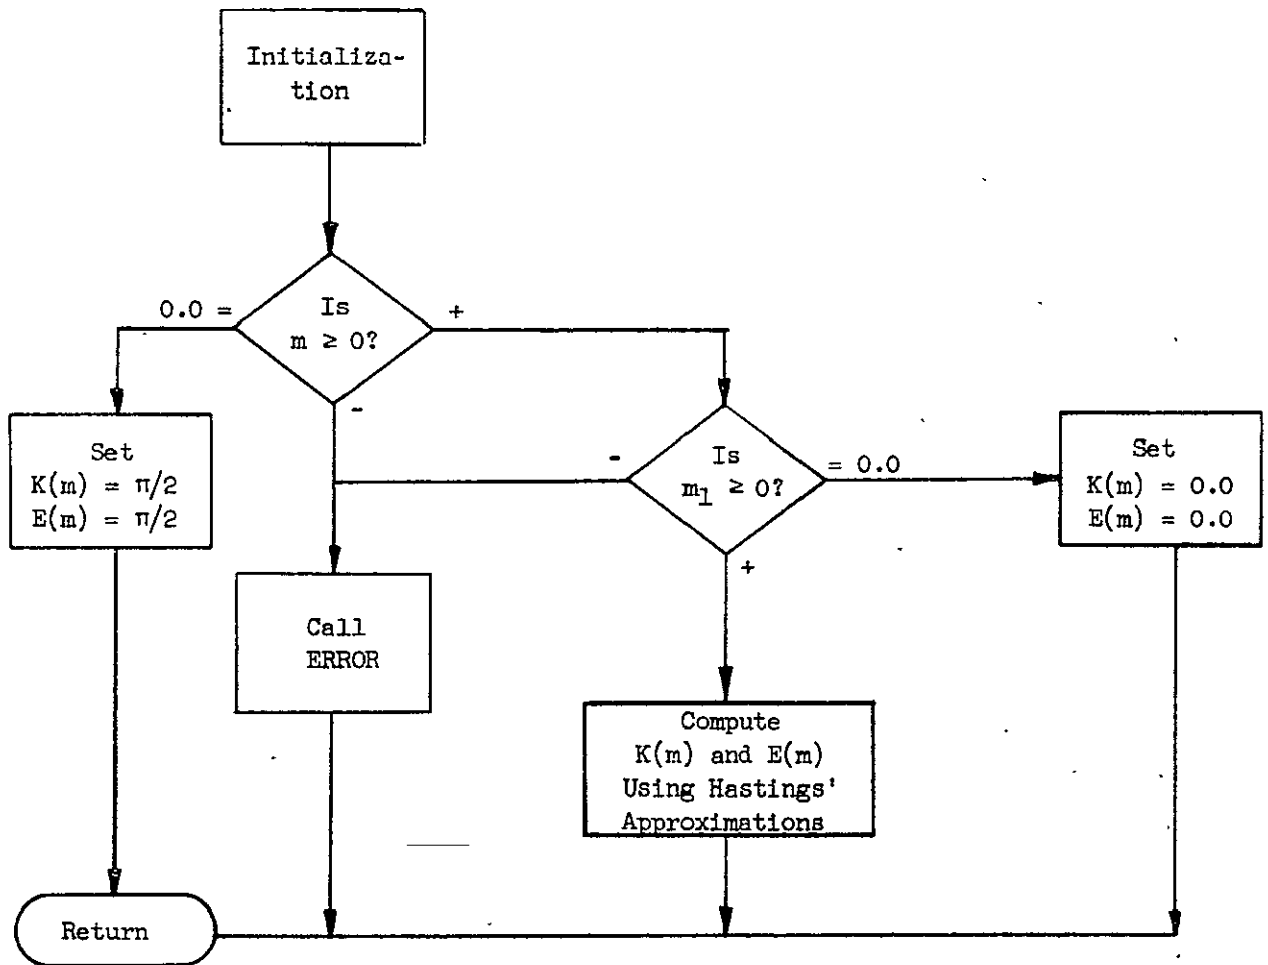 Initializa-
tion
0.0 =
Is
m ≥ 0?
+
-
Set
K(m) = π/2
E(m) = π/2
-
Is
m₁ ≥ 0?
= 0.0
+
Set
K(m) = 0.0
E(m) = 0.0
Call
ERROR
Compute
K(m) and E(m)
Using Hastings'
Approximations
Return